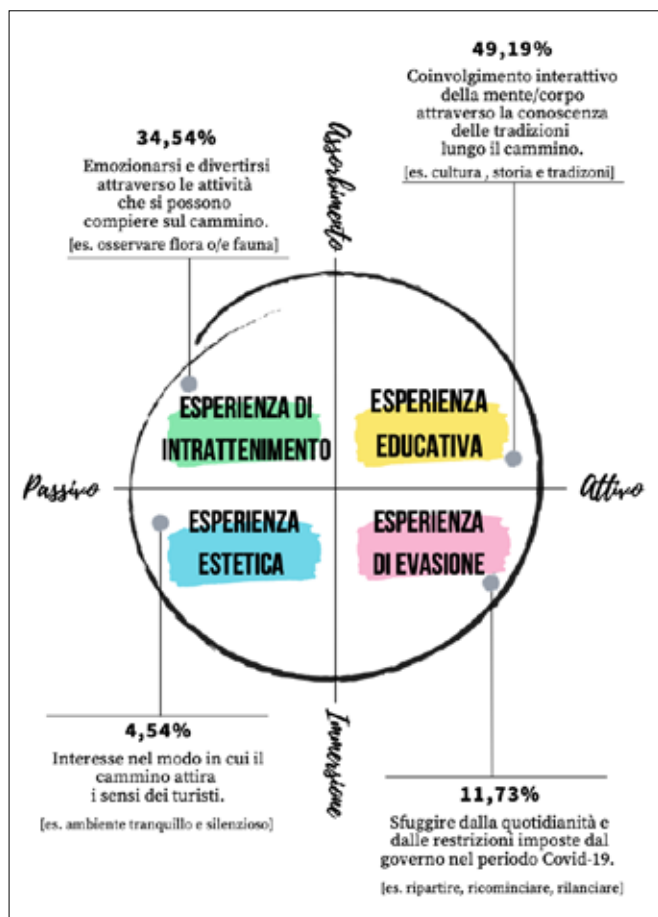 49,19%
Coinvolgimento interattivo
della mente/corpo
attraverso la conoscenza
delle tradizioni
lungo il cammino.
[es. cultura , storia e tradizoni]
34,54%
Emozionarsi e divertirsi
attraverso le attività
che si possono
compiere sul cammino.
[es. osservare flora o/e fauna]
Assorbimento
ESPERIENZA DI
INTRATTENIMENTO
ESPERIENZA
EDUCATIVA
Passivo
Attivo
ESPERIENZA
ESTETICA
ESPERIENZA
DI EVASIONE
Immersione
4,54%
Interesse nel modo in cui il
cammino attira
i sensi dei turisti.
[es. ambiente tranquillo e silenzioso]
11,73%
Sfuggire dalla quotidianità e
dalle restrizioni imposte dal
governo nel periodo Covid-19.
[es. ripartire, ricominciare, rilanciare]